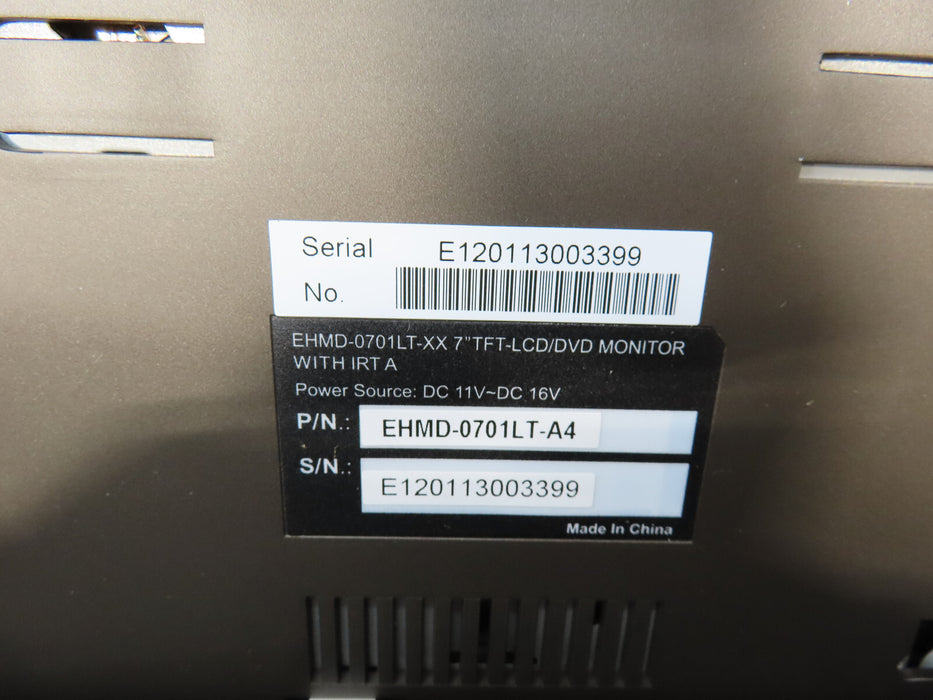 Serial E120113003399
No.
EHMD-0701LT-XX 7"TFT-LCD/DVD MONITOR
WITH IRT A
Power Source: DC 11V~DC 16V
P/N.: EHMD-0701LT-A4
S/N.: E120113003399
Made In China